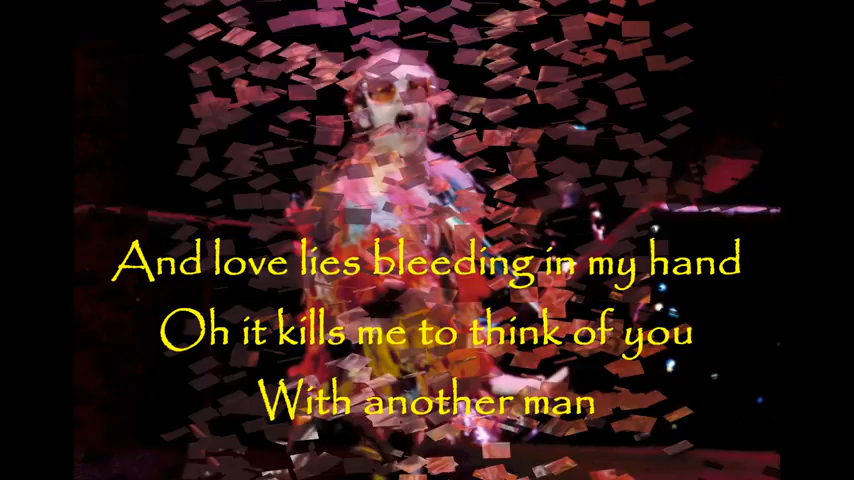 And love lies bleeding in my hand
Oh it kills me to think of you
With another man